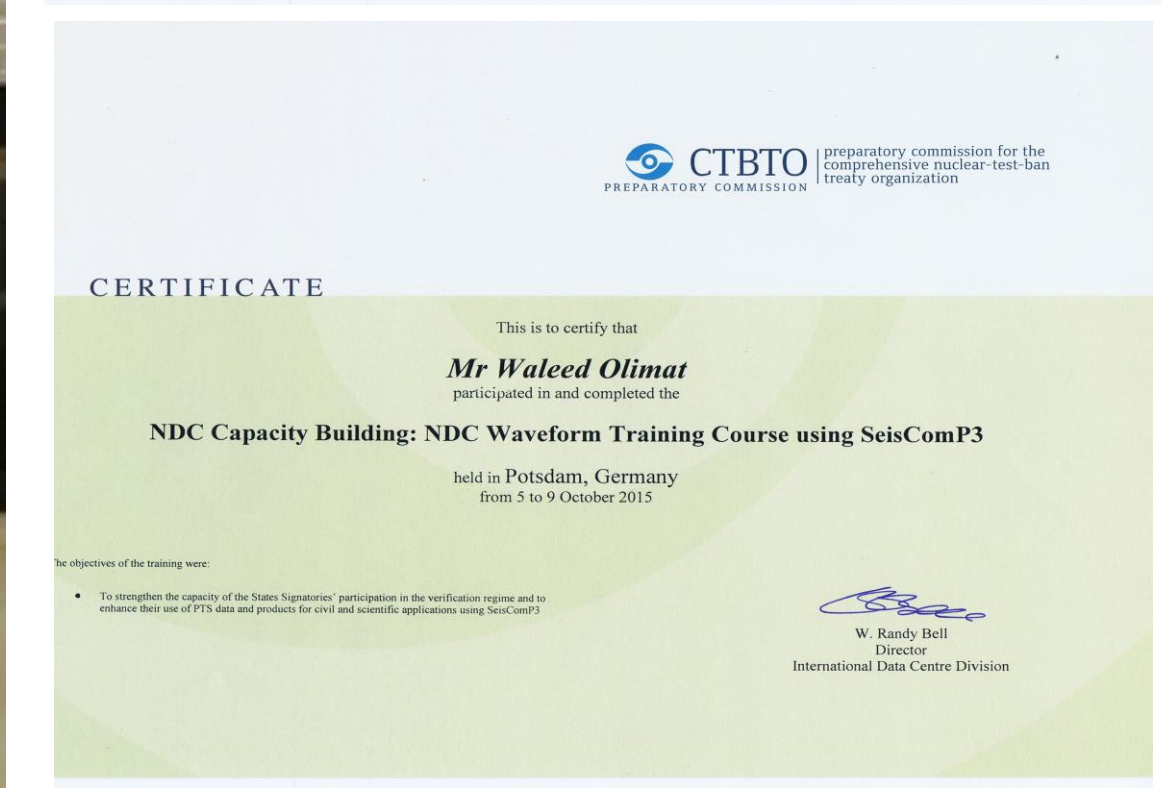 CTBTO
PREPARATORY COMMISSION
preparatory commission for the
comprehensive nuclear-test-ban
treaty organization
CERTIFICATE
This is to certify that
Mr Waleed Olimat
participated in and completed the
NDC Capacity Building: NDC Waveform Training Course using SeisComP3
held in Potsdam, Germany
from 5 to 9 October 2015
he objectives of the training were:
• To strengthen the capacity of the States Signatories' participation in the verification regime and to
enhance their use of PTS data and products for civil and scientific applications using SeisComP3
W. Randy Bell
Director
International Data Centre Division